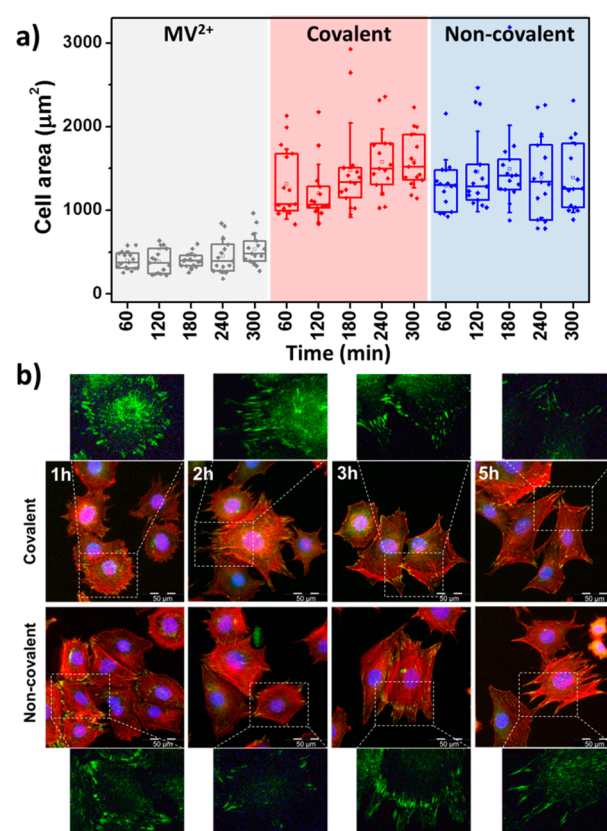 a)
MV²⁺
Covalent
Non-covalent
Cell area (μm²)
3000
2000
1000
0
60
120
180
240
300
60
120
180
240
300
60
120
180
240
300
Time (min)
b)
Covalent
1h
2h
3h
5h
50 μm
50 μm
50 μm
50 μm
Non-covalent
50 μm
50 μm
50 μm
50 μm